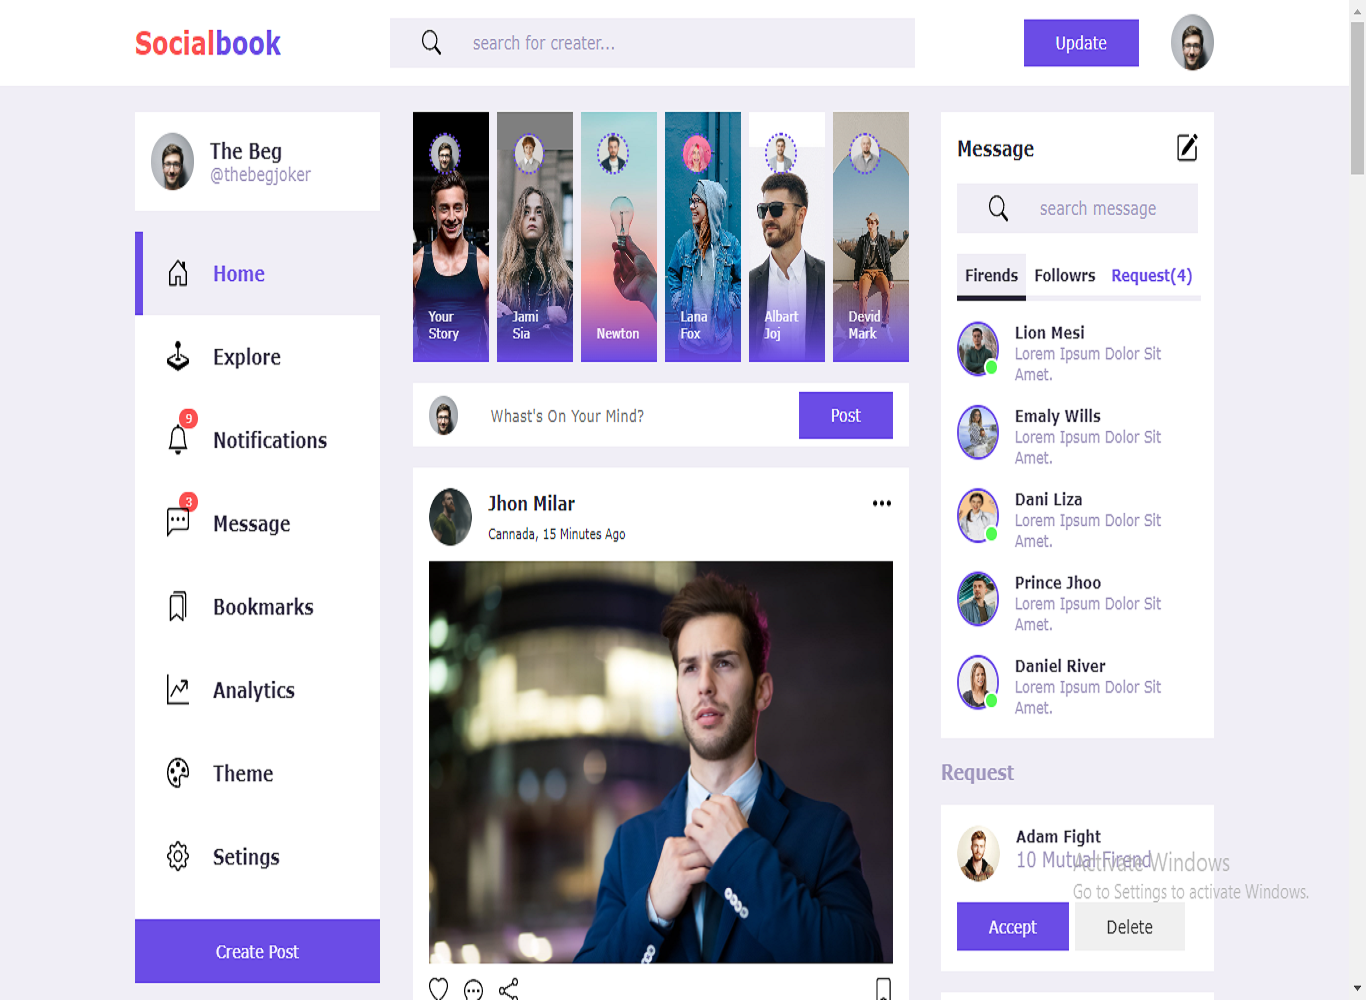 Socialbook
search for creater...
Update
The Beg
@thebegjoker
Home
Explore
9
Notifications
3
Message
Bookmarks
Analytics
Theme
Setings
Create Post
Your
Story
Jami
Sia
Newton
Lana
Fox
Albart
Joj
Devid
Mark
Whast's On Your Mind?
Post
Jhon Milar
Cannada, 15 Minutes Ago
Message
search message
Firends Followrs Request(4)
Lion Mesi
Lorem Ipsum Dolor Sit
Amet.
Emaly Wills
Lorem Ipsum Dolor Sit
Amet.
Dani Liza
Lorem Ipsum Dolor Sit
Amet.
Prince Jhoo
Lorem Ipsum Dolor Sit
Amet.
Daniel River
Lorem Ipsum Dolor Sit
Amet.
Request
Adam Fight
10 Mutual Firend
Activate Windows
Go to Settings to activate Windows.
Accept
Delete